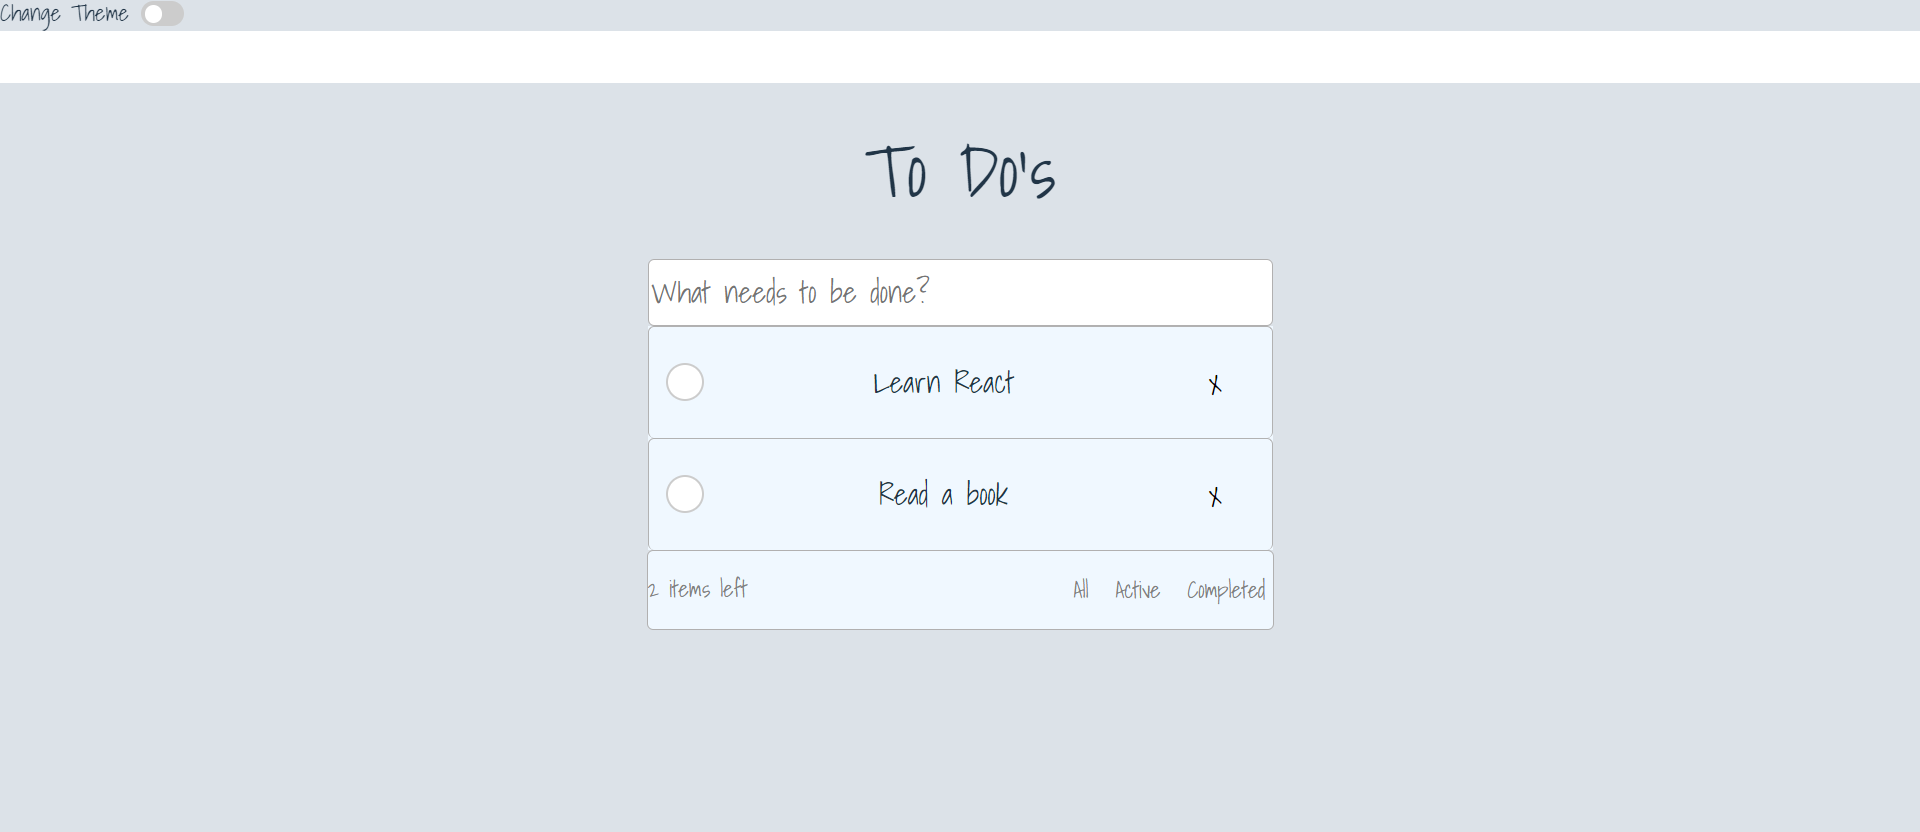 Change Theme
To Do's
What needs to be done?
Learn React x
Read a book x
2 items left All Active Completed